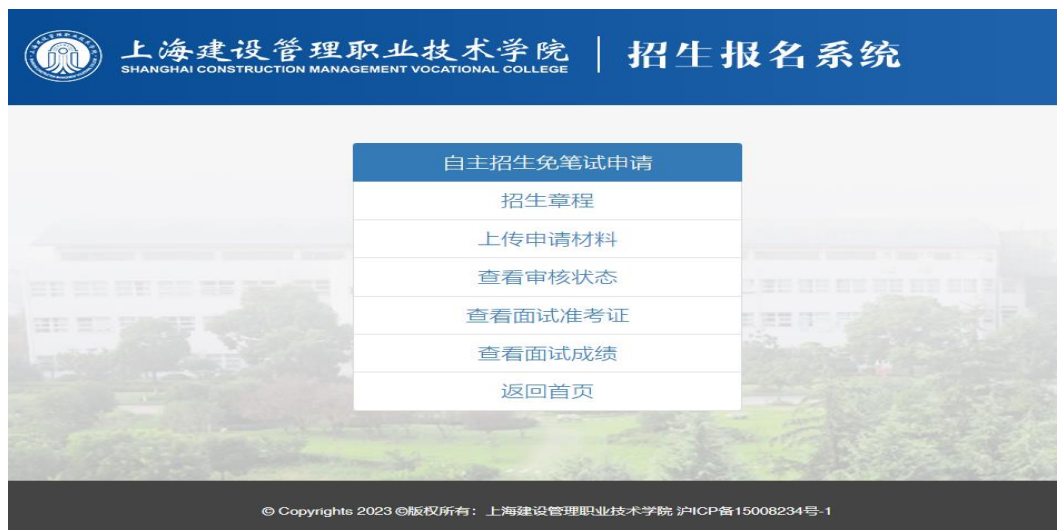 上海建设管理职业技术学院
SHANGHAI CONSTRUCTION MANAGEMENT VOCATIONAL COLLEGE
招生报名系统
自主招生免笔试申请
招生章程
上传申请材料
查看审核状态
查看面试准考证
查看面试成绩
返回首页
© Copyrights 2023 ©版权所有：上海建设管理职业技术学院 沪ICP备15008234号-1